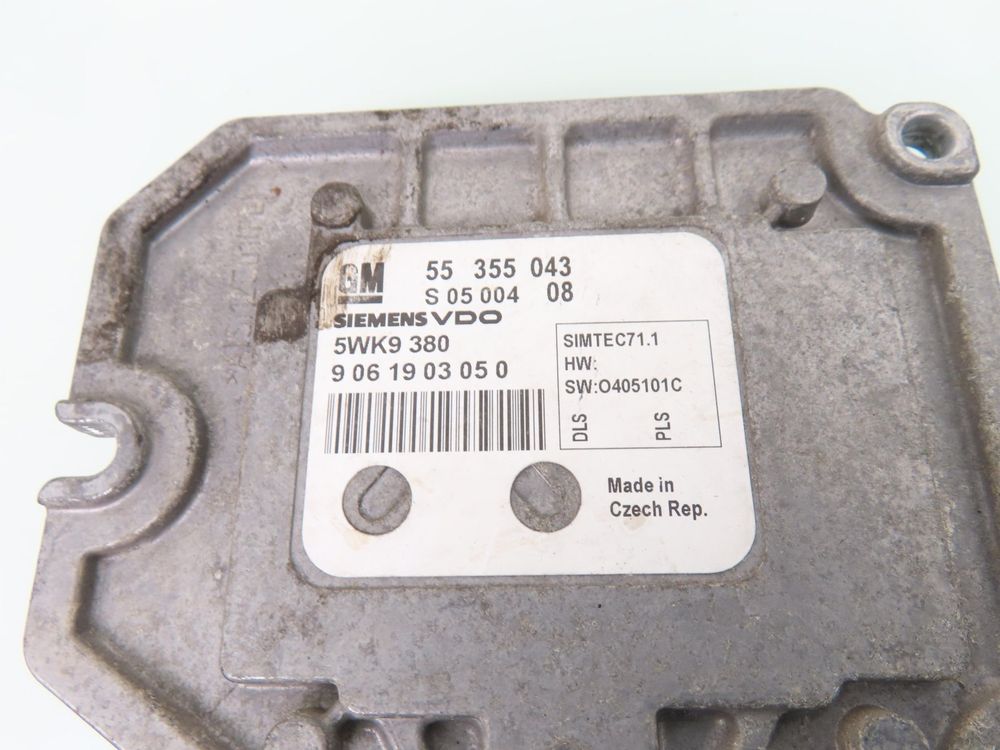 GM 55 355 043
S 05 004 08
SIEMENS VDO
5WK9 380
9 06 19 03 05 0
SIMTEC71.1
HW:
SW:O405101C
DLS PLS
Made in
Czech Rep.